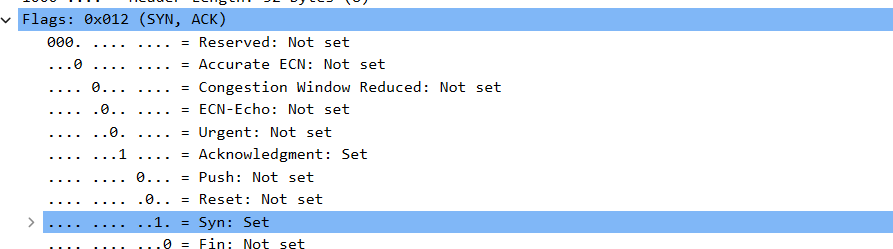 Flags: 0x012 (SYN, ACK)
000. .... .... = Reserved: Not set
...0 .... .... = Accurate ECN: Not set
.... 0... .... = Congestion Window Reduced: Not set
.... .0.. .... = ECN-Echo: Not set
.... ..0. .... = Urgent: Not set
.... ...1 .... = Acknowledgment: Set
.... .... 0... = Push: Not set
.... .... .0.. = Reset: Not set
.... .... ..1. = Syn: Set
.... .... ...0 = Fin: Not set